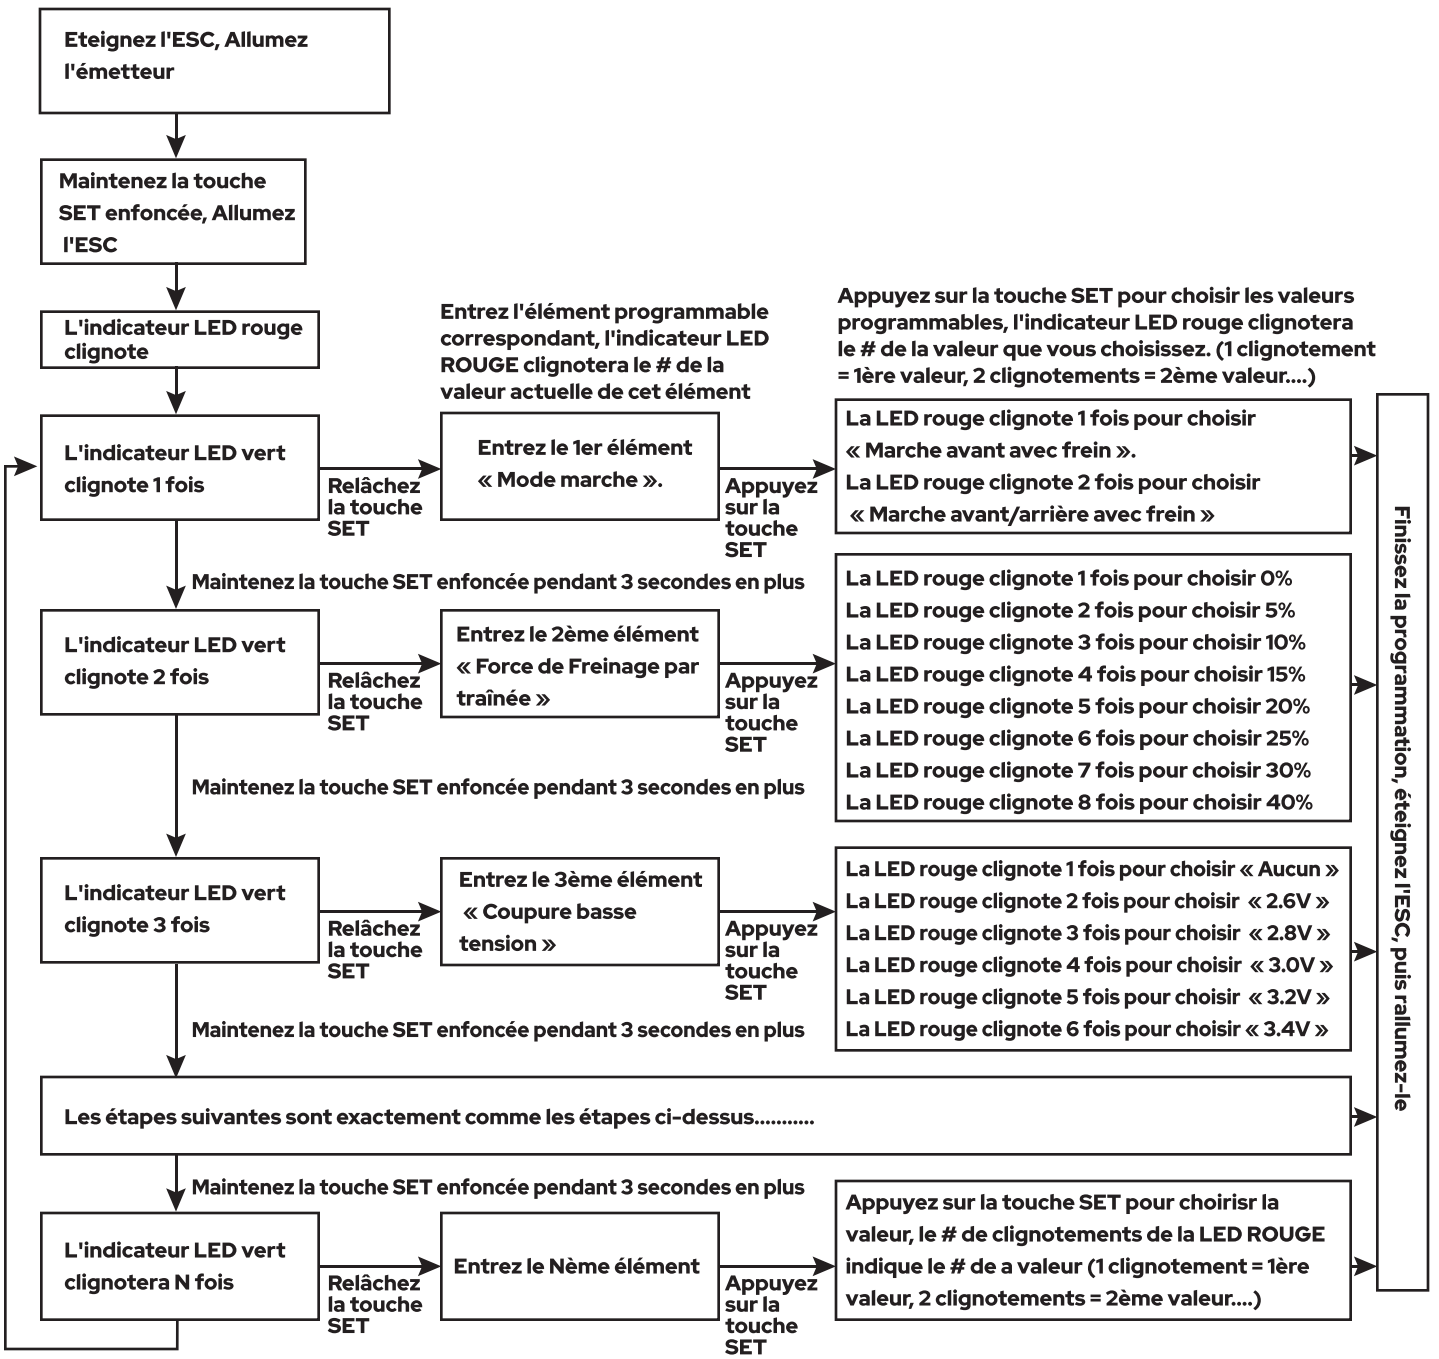 Eteignez l'ESC, Allumez
l'émetteur
Maintenez la touche
SET enfoncée, Allumez
l'ESC
L'indicateur LED rouge
clignote
Entrez l'élément programmable
correspondant, l'indicateur LED
ROUGE clignotera le # de la
valeur actuelle de cet élément
Appuyez sur la touche SET pour choisir les valeurs
programmables, l'indicateur LED rouge clignotera
le # de la valeur que vous choisissez. (1 clignotement
= 1ère valeur, 2 clignotements = 2ème valeur....)
L'indicateur LED vert
clignote 1 fois
Relâchez
la touche
SET
Entrez le 1er élément
« Mode marche ».
Appuyez
sur la
touche
SET
La LED rouge clignote 1 fois pour choisir
« Marche avant avec frein ».
La LED rouge clignote 2 fois pour choisir
« Marche avant/arrière avec frein »
Maintenez la touche SET enfoncée pendant 3 secondes en plus
L'indicateur LED vert
clignote 2 fois
Relâchez
la touche
SET
Entrez le 2ème élément
« Force de Freinage par
traînée »
Appuyez
sur la
touche
SET
La LED rouge clignote 1 fois pour choisir 0%
La LED rouge clignote 2 fois pour choisir 5%
La LED rouge clignote 3 fois pour choisir 10%
La LED rouge clignote 4 fois pour choisir 15%
La LED rouge clignote 5 fois pour choisir 20%
La LED rouge clignote 6 fois pour choisir 25%
La LED rouge clignote 7 fois pour choisir 30%
La LED rouge clignote 8 fois pour choisir 40%
Maintenez la touche SET enfoncée pendant 3 secondes en plus
L'indicateur LED vert
clignote 3 fois
Relâchez
la touche
SET
Entrez le 3ème élément
« Coupure basse
tension »
Appuyez
sur la
touche
SET
La LED rouge clignote 1 fois pour choisir « Aucun »
La LED rouge clignote 2 fois pour choisir « 2.6V »
La LED rouge clignote 3 fois pour choisir « 2.8V »
La LED rouge clignote 4 fois pour choisir « 3.0V »
La LED rouge clignote 5 fois pour choisir « 3.2V »
La LED rouge clignote 6 fois pour choisir « 3.4V »
Maintenez la touche SET enfoncée pendant 3 secondes en plus
Les étapes suivantes sont exactement comme les étapes ci-dessus...........
Maintenez la touche SET enfoncée pendant 3 secondes en plus
L'indicateur LED vert
clignotera N fois
Relâchez
la touche
SET
Entrez le Nème élément
Appuyez
sur la
touche
SET
Appuyez sur la touche SET pour choirisr la
valeur, le # de clignotements de la LED ROUGE
indique le # de a valeur (1 clignotement = 1ère
valeur, 2 clignotements = 2ème valeur....)
Finissez la programmation, éteignez l'ESC, puis rallumez-le